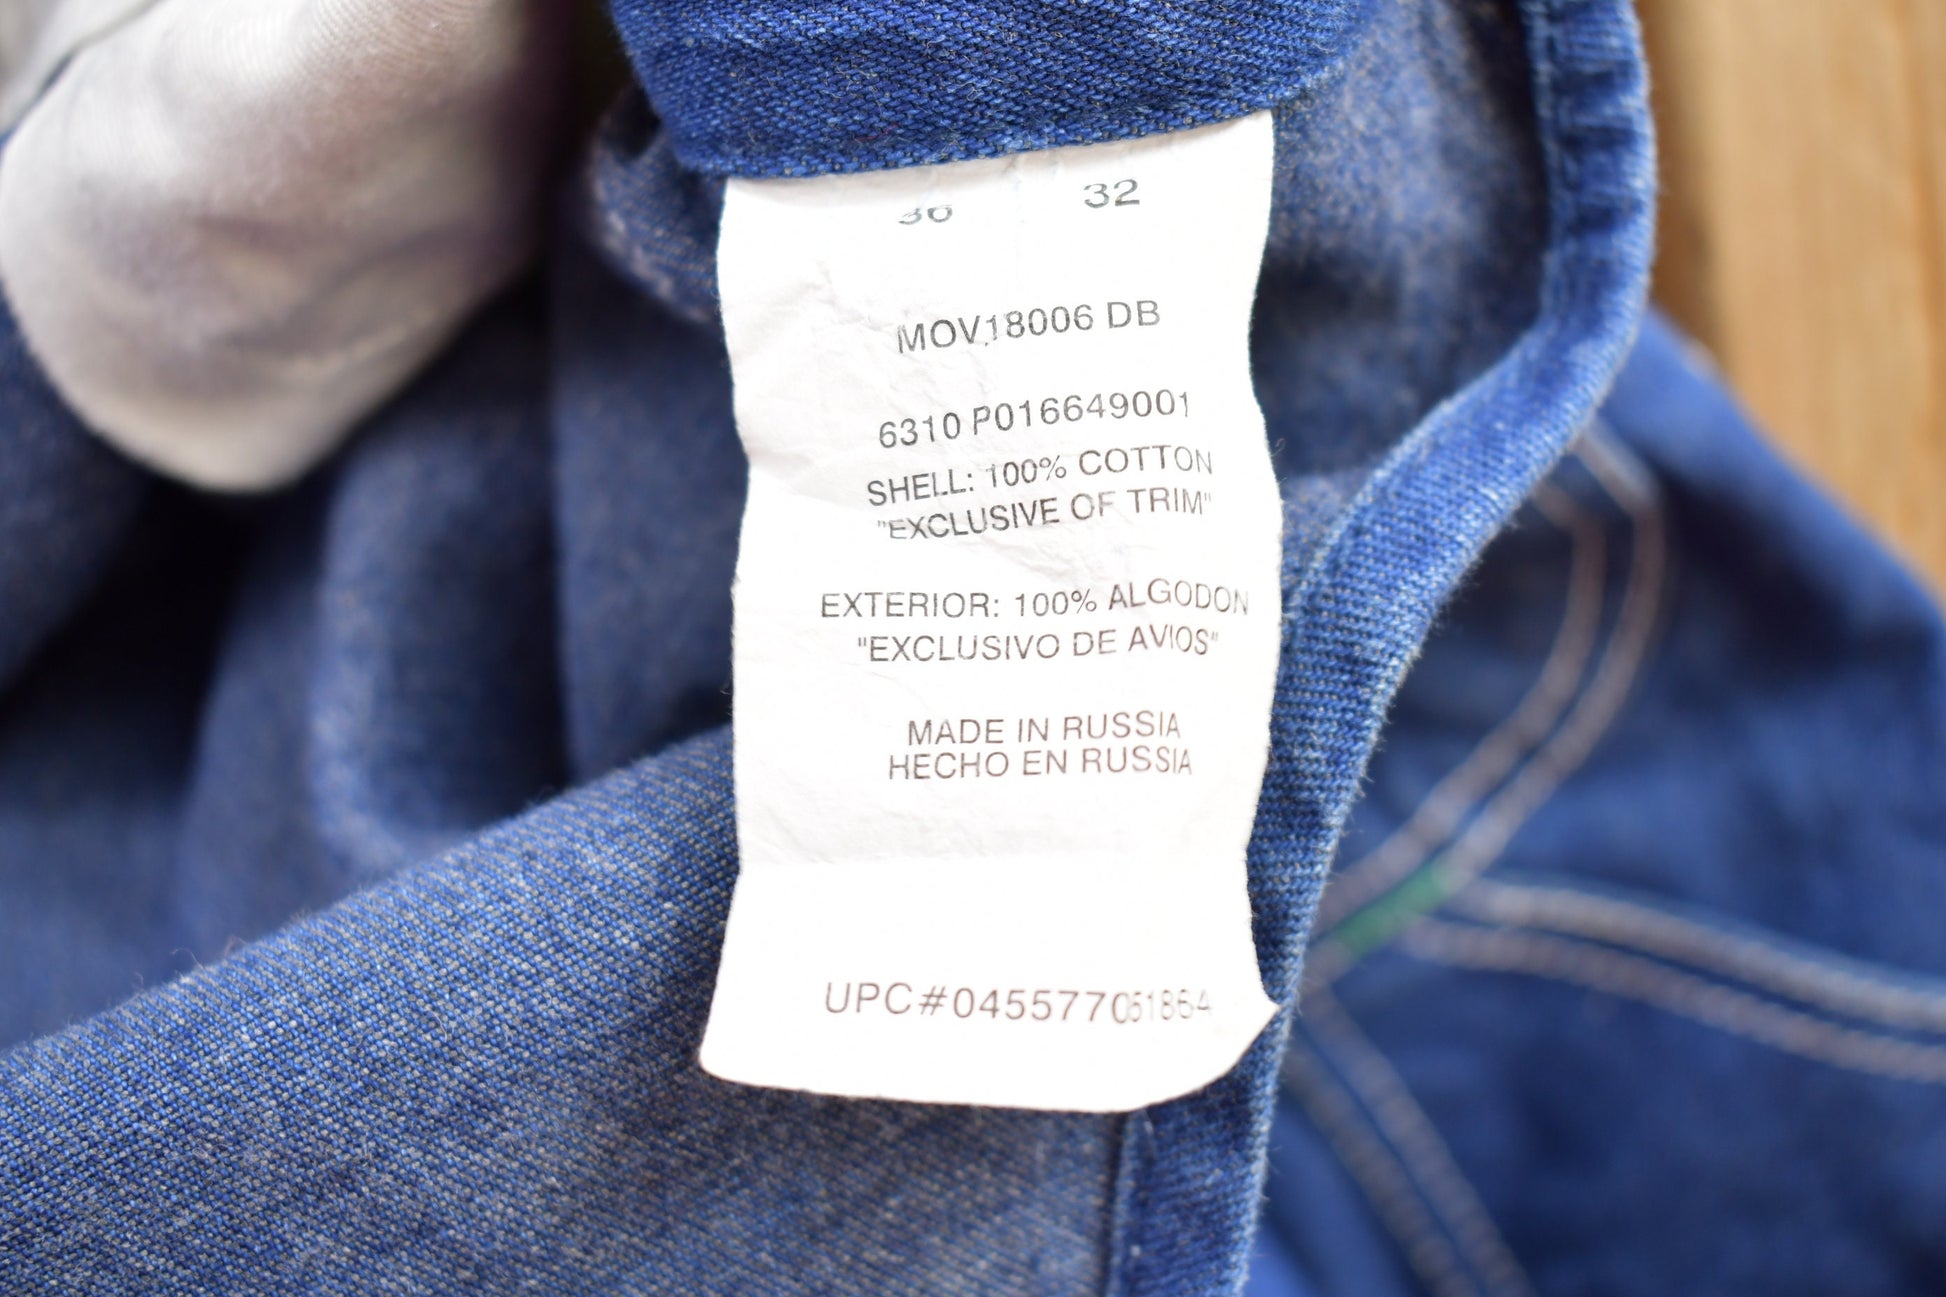 36 32
MOV18006 DB
6310 P016649001
SHELL: 100% COTTON
"EXCLUSIVE OF TRIM"
EXTERIOR: 100% ALGODON
"EXCLUSIVO DE AVIOS"
MADE IN RUSSIA
HECHO EN RUSSIA
UPC#045577061864